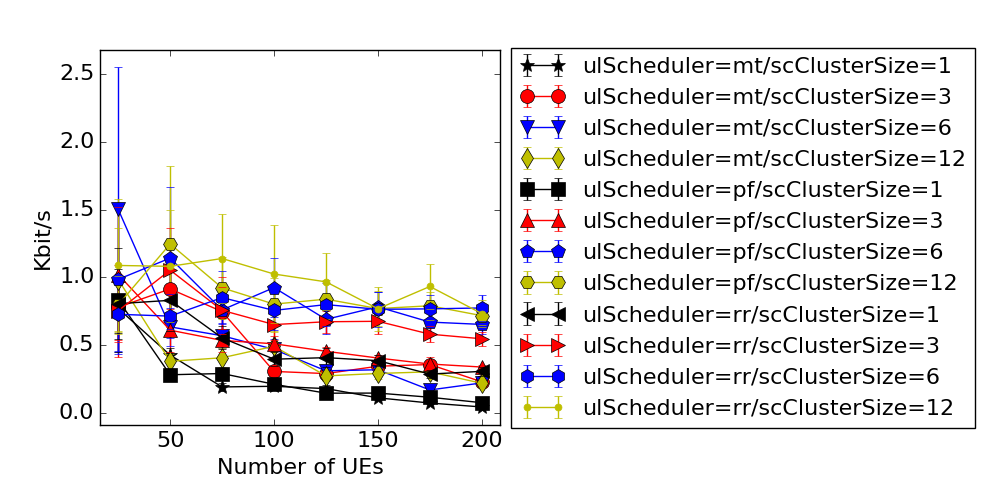 2.5
2.0
1.5
1.0
0.5
0.0
Kbit/s
50
100
150
200
Number of UEs
ulScheduler=mt/scClusterSize=1
ulScheduler=mt/scClusterSize=3
ulScheduler=mt/scClusterSize=6
ulScheduler=mt/scClusterSize=12
ulScheduler=pf/scClusterSize=1
ulScheduler=pf/scClusterSize=3
ulScheduler=pf/scClusterSize=6
ulScheduler=pf/scClusterSize=12
ulScheduler=rr/scClusterSize=1
ulScheduler=rr/scClusterSize=3
ulScheduler=rr/scClusterSize=6
ulScheduler=rr/scClusterSize=12